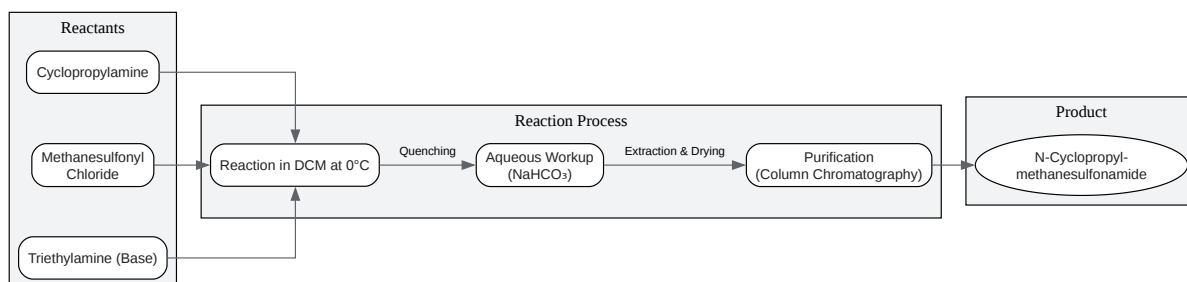 Reactants
Cyclopropylamine
Methanesulfonyl
Chloride
Triethylamine (Base)
Reaction Process
Reaction in DCM at 0°C
Quenching
Aqueous Workup
(NaHCO₃)
Extraction & Drying
Purification
(Column Chromatography)
Product
N-Cyclopropyl-
methanesulfonamide